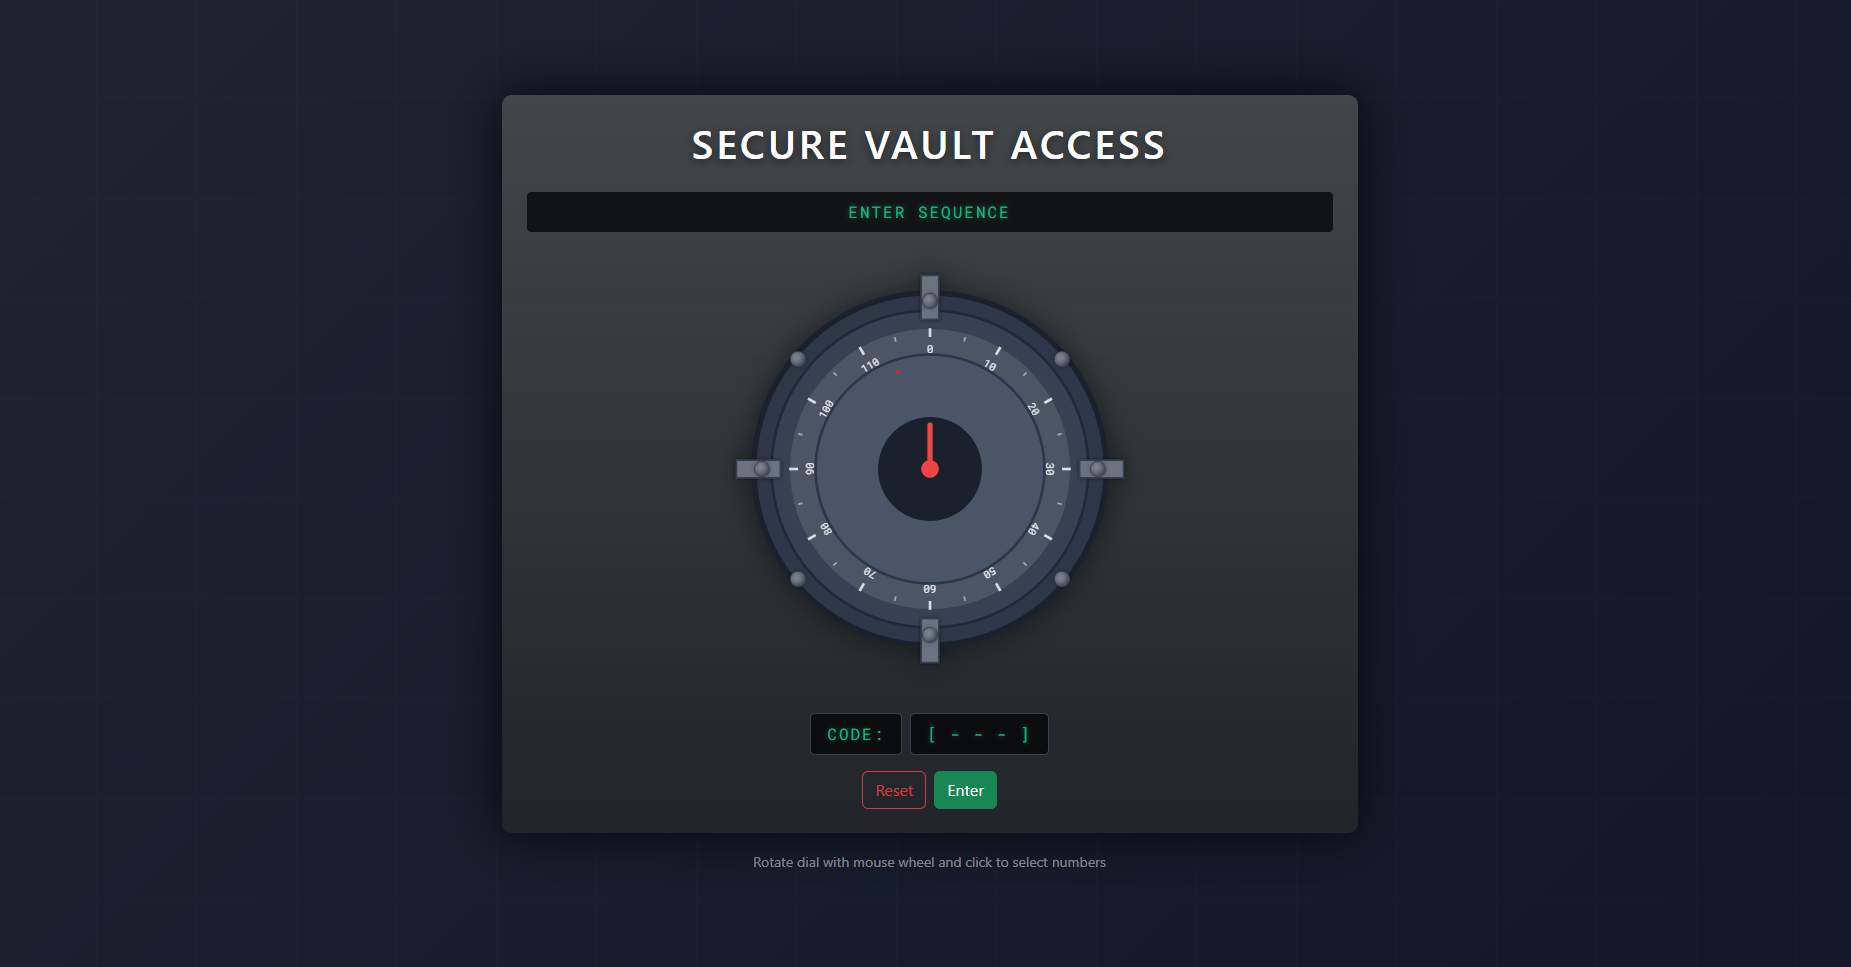 SECURE VAULT ACCESS
ENTER SEQUENCE
0
10
20
30
40
50
60
70
80
90
100
110
CODE:
[ - - - ]
Reset
Enter
Rotate dial with mouse wheel and click to select numbers